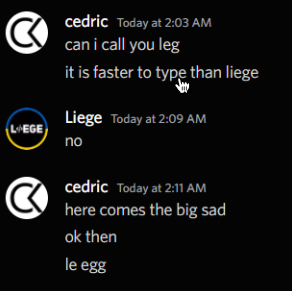 cedric Today at 2:03 AM
can i call you leg
it is faster to type than liege
LIEGE
Liege Today at 2:09 AM
no
cedric Today at 2:11 AM
here comes the big sad
ok then
le egg